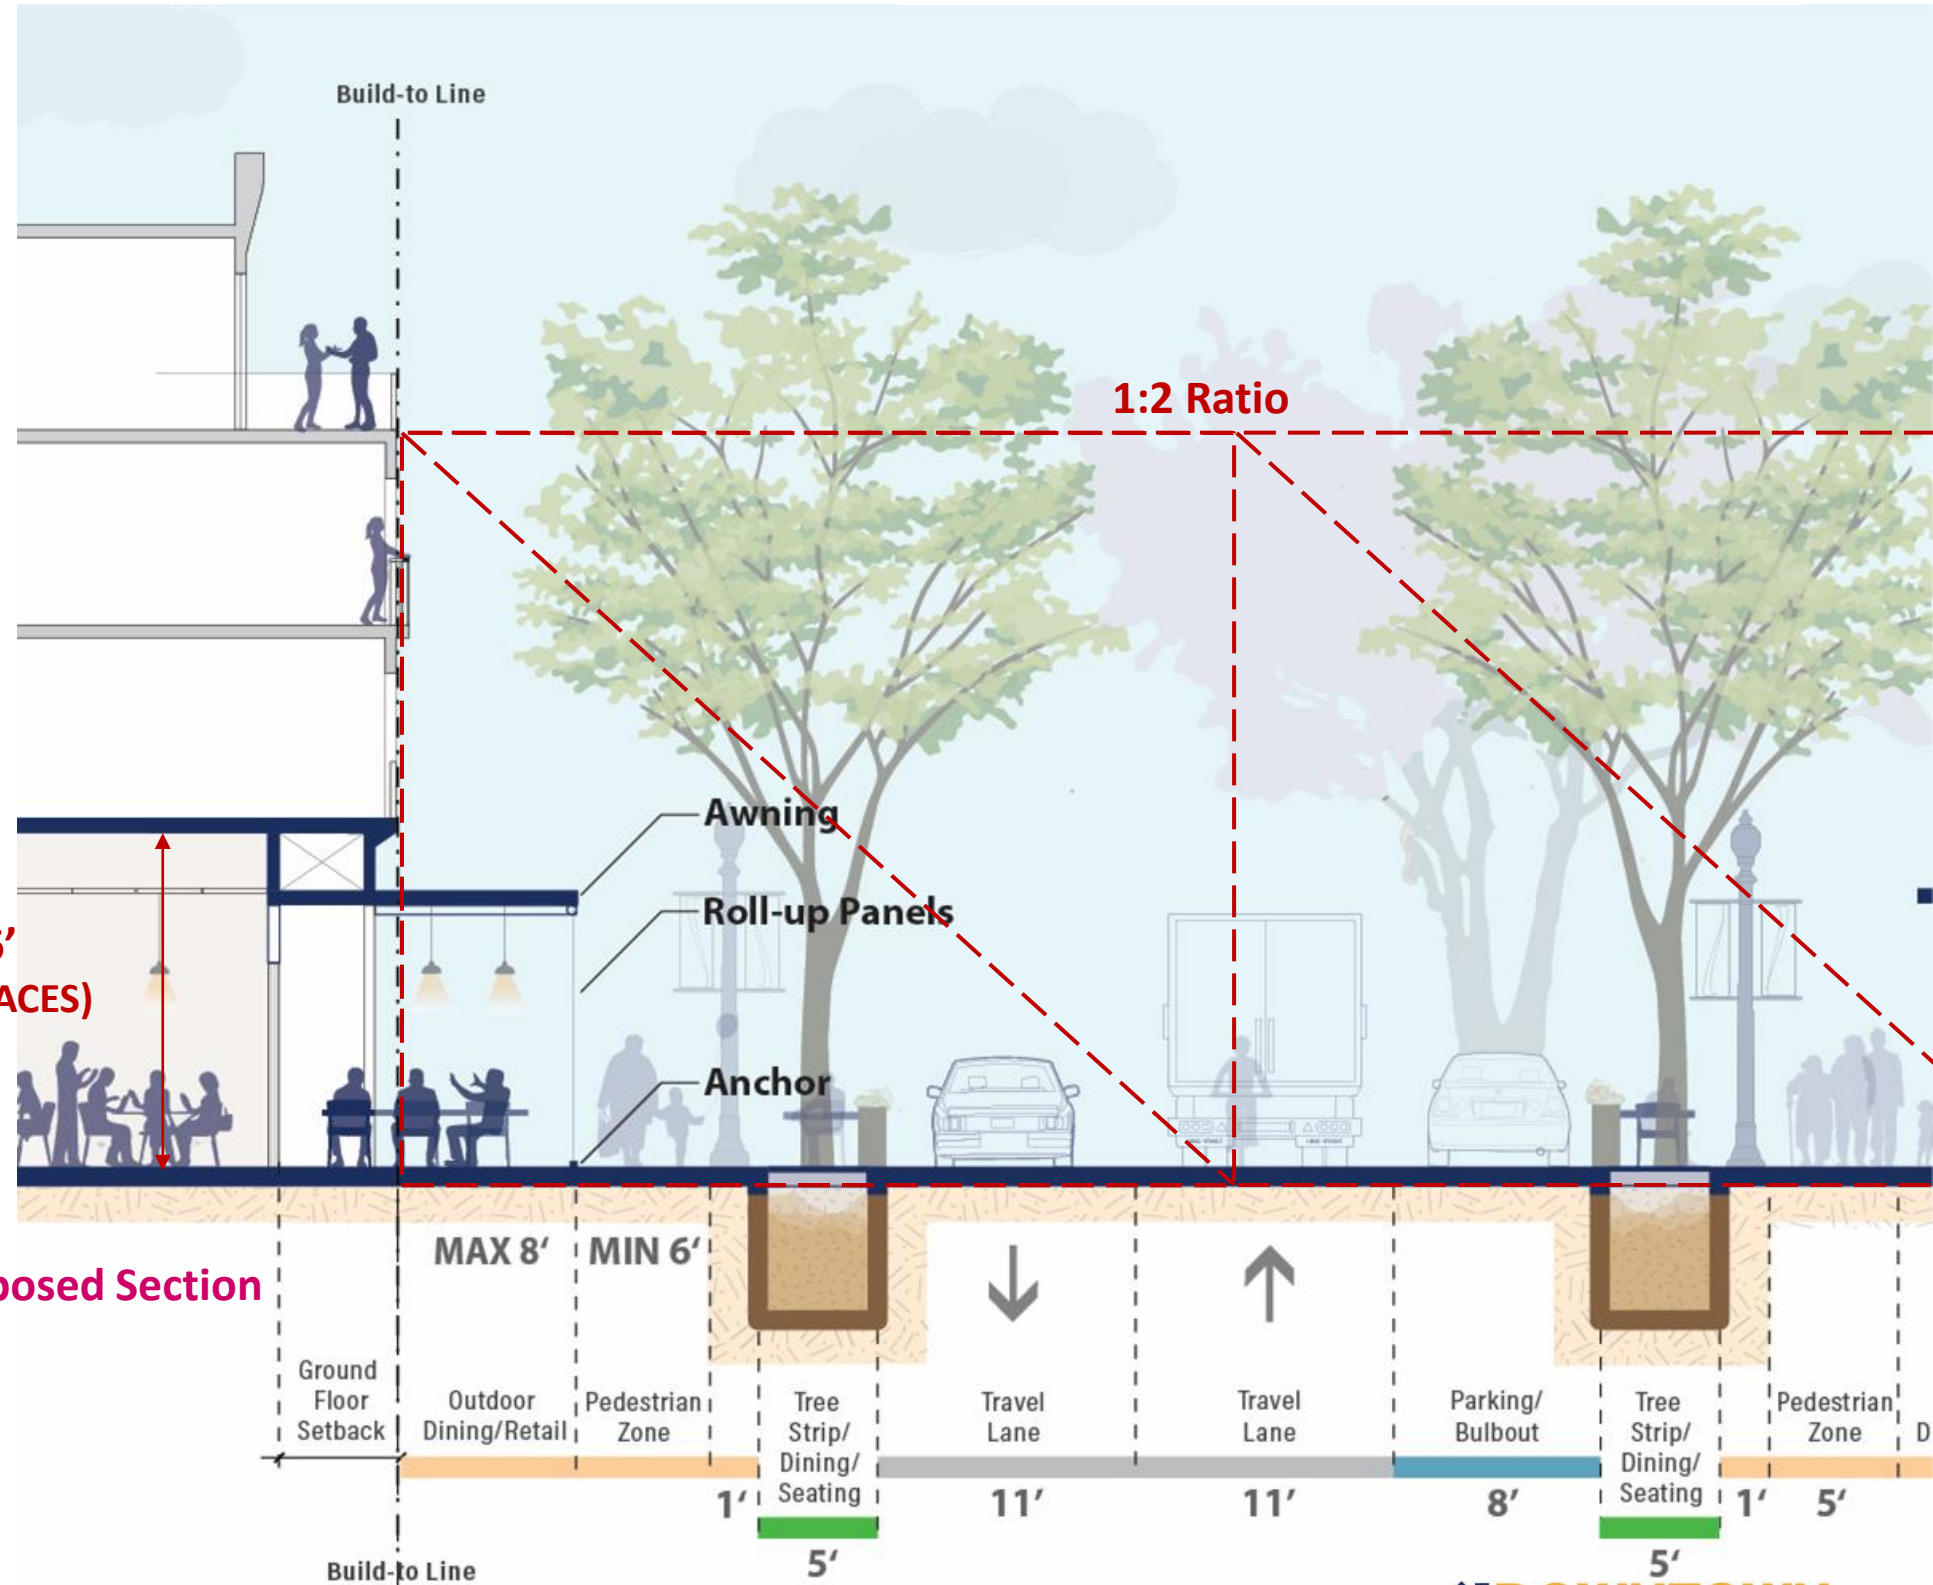 Build-to Line
1:2 Ratio
Awning
Roll-up Panels
Anchor
MAX 8‘
MIN 6‘
Section
Ground
Floor
Setback
Outdoor
Dining/Retail
Pedestrian
Zone
Tree
Strip/
Dining/
Seating
Travel
Lane
Travel
Lane
Parking/
Bulbout
Tree
Strip/
Dining/
Seating
Pedestrian
Zone
1‘
11’
11’
8’
1‘
5‘
5‘
5‘
Build-to Line